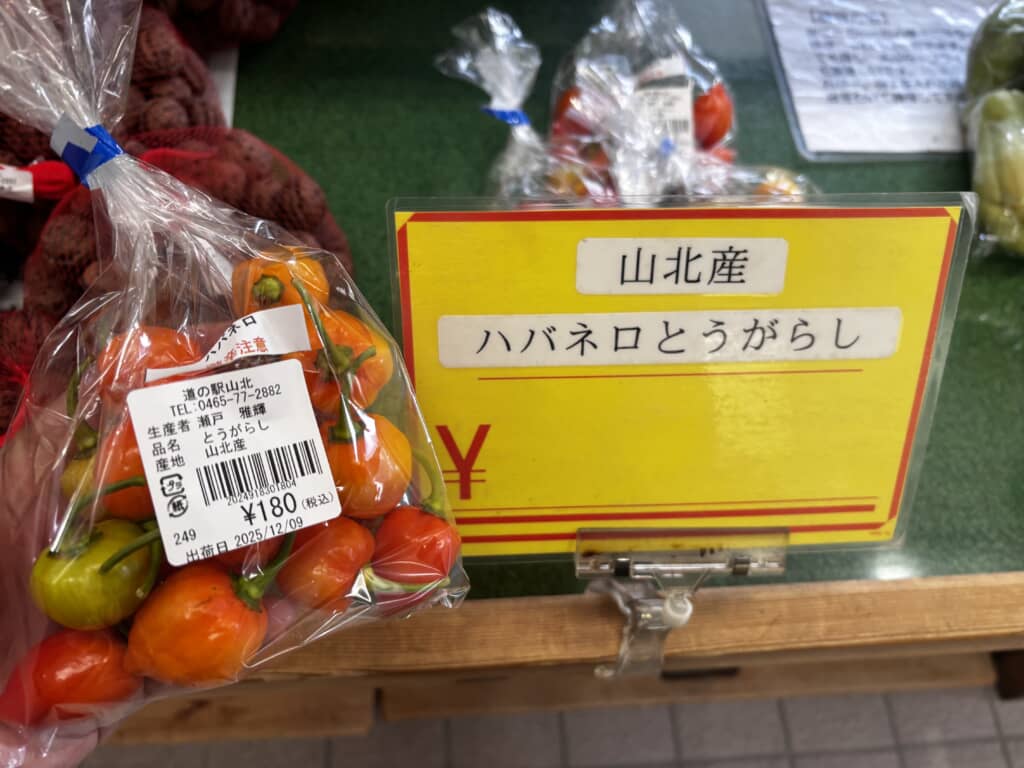 山北産
ハバネロとうがらし
¥
ハバネロ
注意
道の駅山北
TEL:0465-77-2882
生産者 瀬戸 雅輝
品名 とうがらし
産地 山北産
2024918301804
¥180(税込)
249
出荷日 2025/12/09